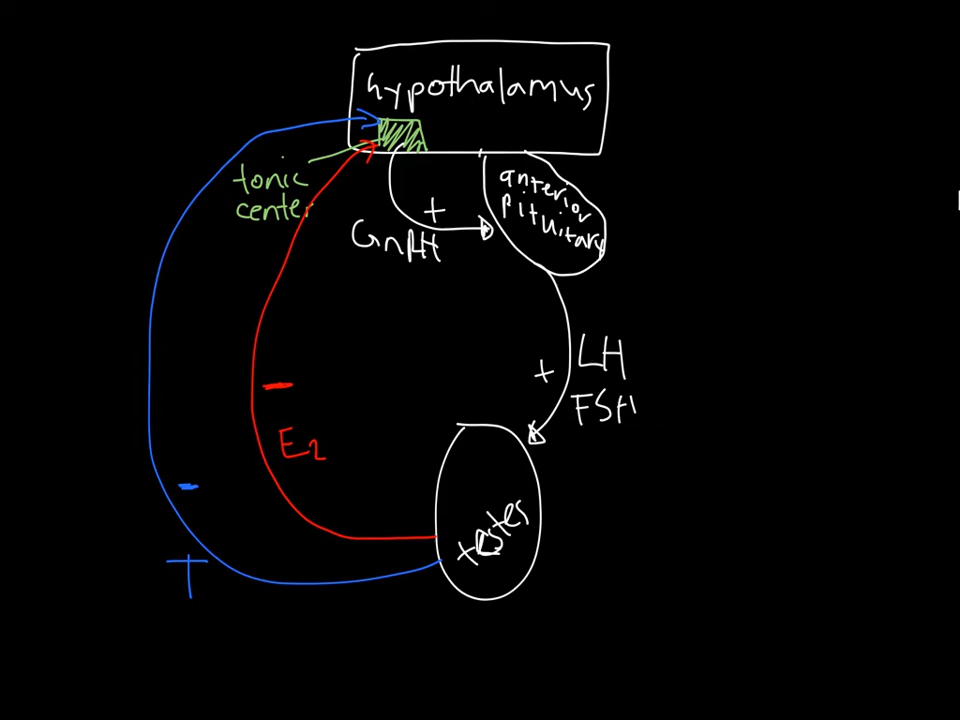 hypothalamus
tonic
center
anterior
pituitary
+
GnRH
+
LH
FSH
-
E2
-
T
testes